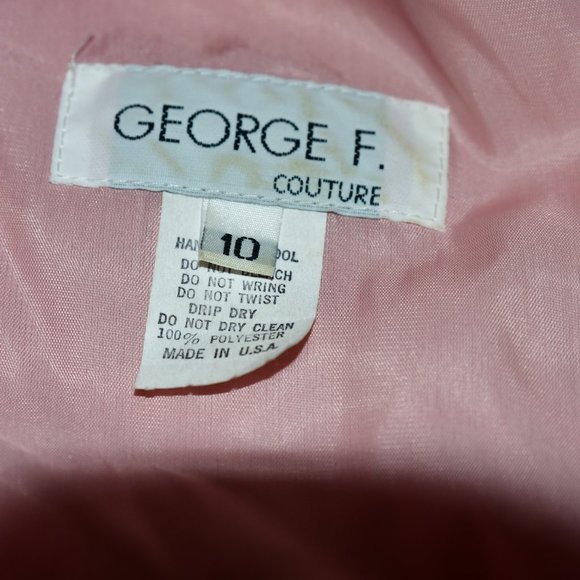 GEORGE F.
COUTURE
10
DO NOT
DO NOT WRING
DO NOT TWIST
DRIP DRY
DO NOT DRY CLEAN
100% POLYESTER
MADE IN U.S.A.